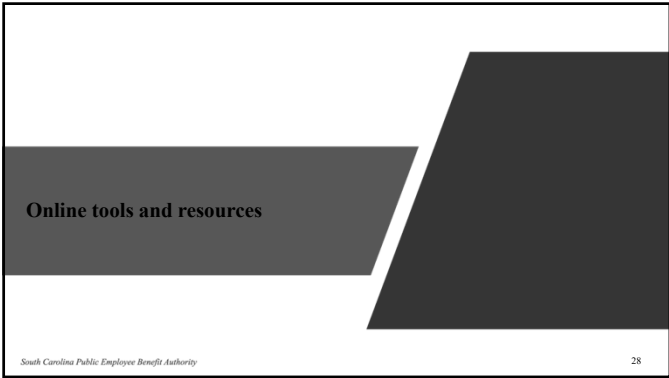 Online tools and resources
South Carolina Public Employee Benefit Authority
28